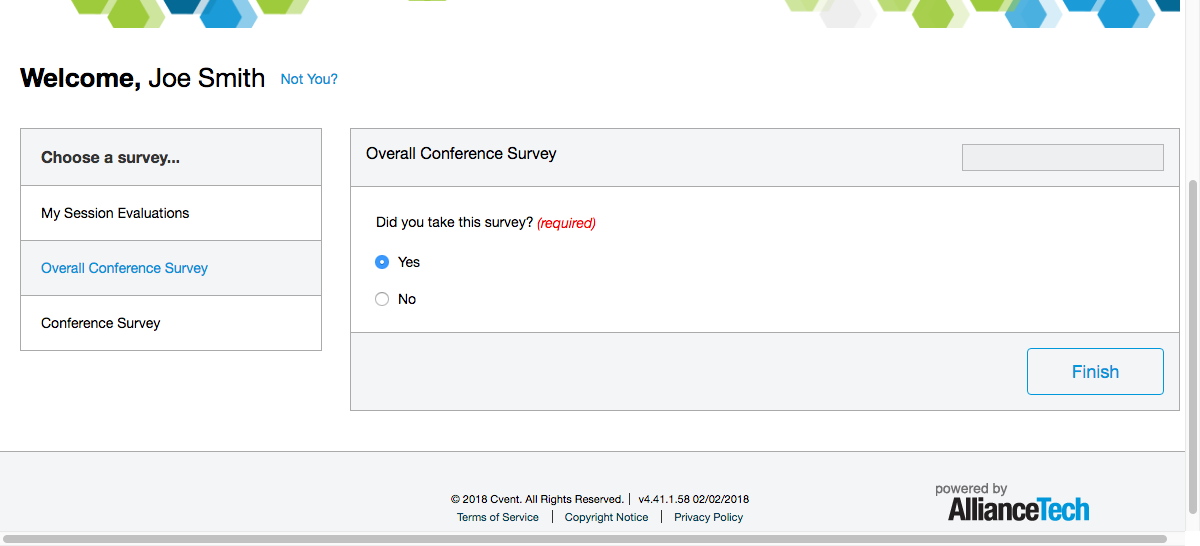 Welcome, Joe Smith Not You?
Choose a survey...
My Session Evaluations
Overall Conference Survey
Conference Survey
Overall Conference Survey
Did you take this survey? (required)
Yes
No
Finish
© 2018 Cvent. All Rights Reserved. | v4.41.1.58 02/02/2018
Terms of Service | Copyright Notice | Privacy Policy
powered by
AllianceTech